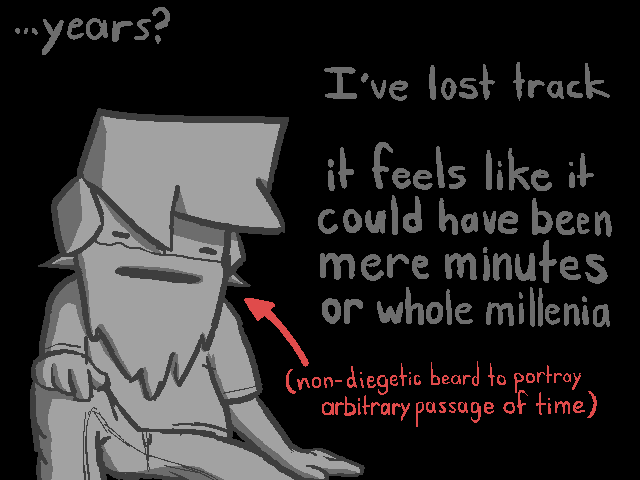 ...years?
I've lost track
it feels like it
could have been
mere minutes
or whole millenia
(non-diegetic beard to portray
arbitrary passage of time)